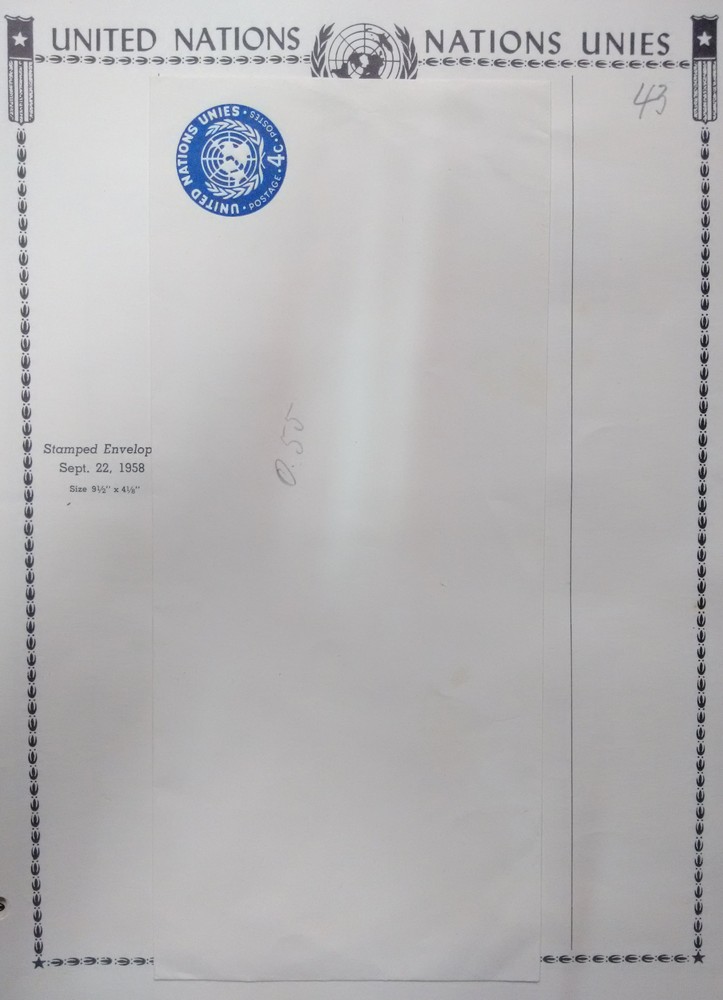 UNITED NATIONS NATIONS UNIES
43
UNITED NATIONS UNIES • POSTES • 4c • POSTAGE •
0.55
Stamped Envelop
Sept. 22, 1958
Size 9½" x 4⅛"